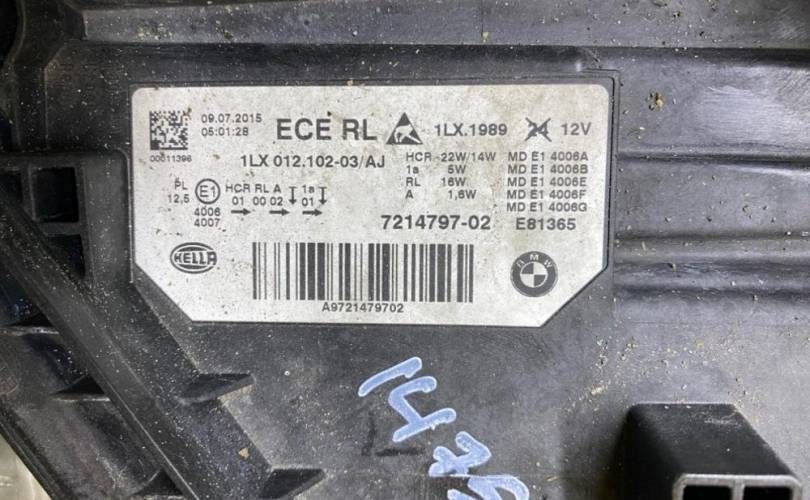 09.07.2015
05:01:28
ECE RL
1LX.1989 24 12V
00011396
1LX 012.102-03/AJ
HCR -22W/14W MD E1 4006A
1a 5W MD E1 4006B
RL 16W MD E1 4006E
A 1,6W MD E1 4006F
MD E1 4006G
PL E1 HCR RL A 1a
12,5 01 00 02 01
4006
4007
7214797-02 E81365
HELLA
BMW
A9721479702